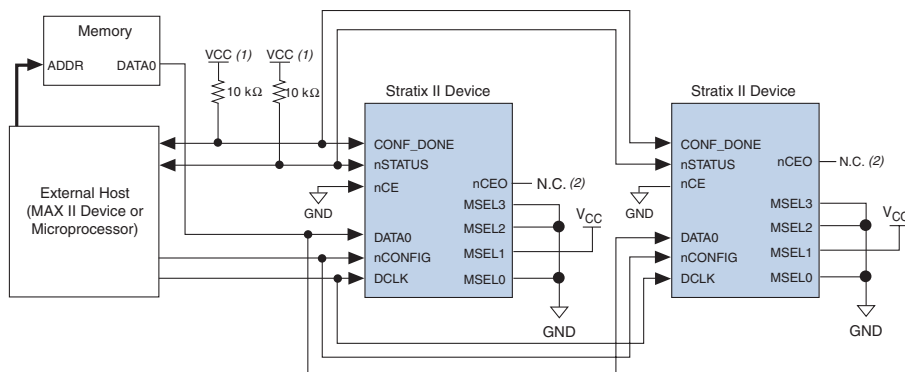 Memory
ADDR
DATA0
VCC (1)
VCC (1)
10 kΩ
10 kΩ
External Host
(MAX II Device or
Microprocessor)
Stratix II Device
CONF_DONE
nSTATUS
nCE
GND
DATA0
nCONFIG
DCLK
nCEO
N.C. (2)
MSEL3
MSEL2
MSEL1
MSEL0
VCC
GND
Stratix II Device
CONF_DONE
nSTATUS
nCE
GND
DATA0
nCONFIG
DCLK
nCEO
N.C. (2)
MSEL3
MSEL2
MSEL1
MSEL0
VCC
GND